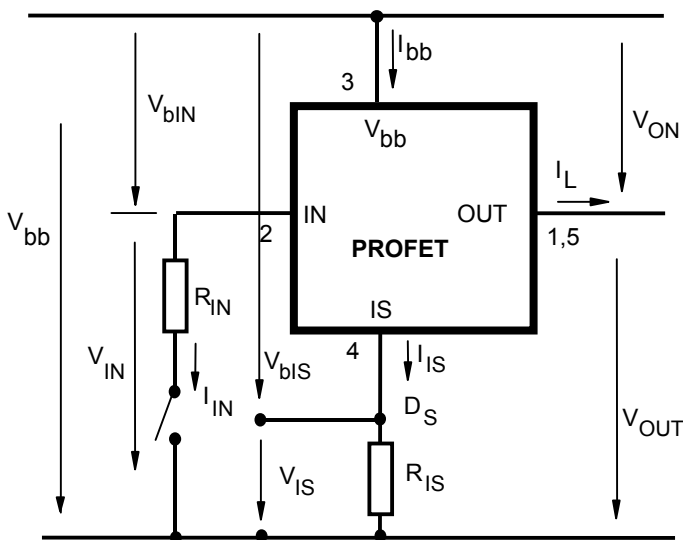 I_bb
3
V_bb
V_bIN
V_ON
I_L
V_bb
IN
OUT
2
PROFET
1,5
R_IN
IS
4
I_IS
V_IN
V_bIS
I_IN
D_S
V_OUT
V_IS
R_IS